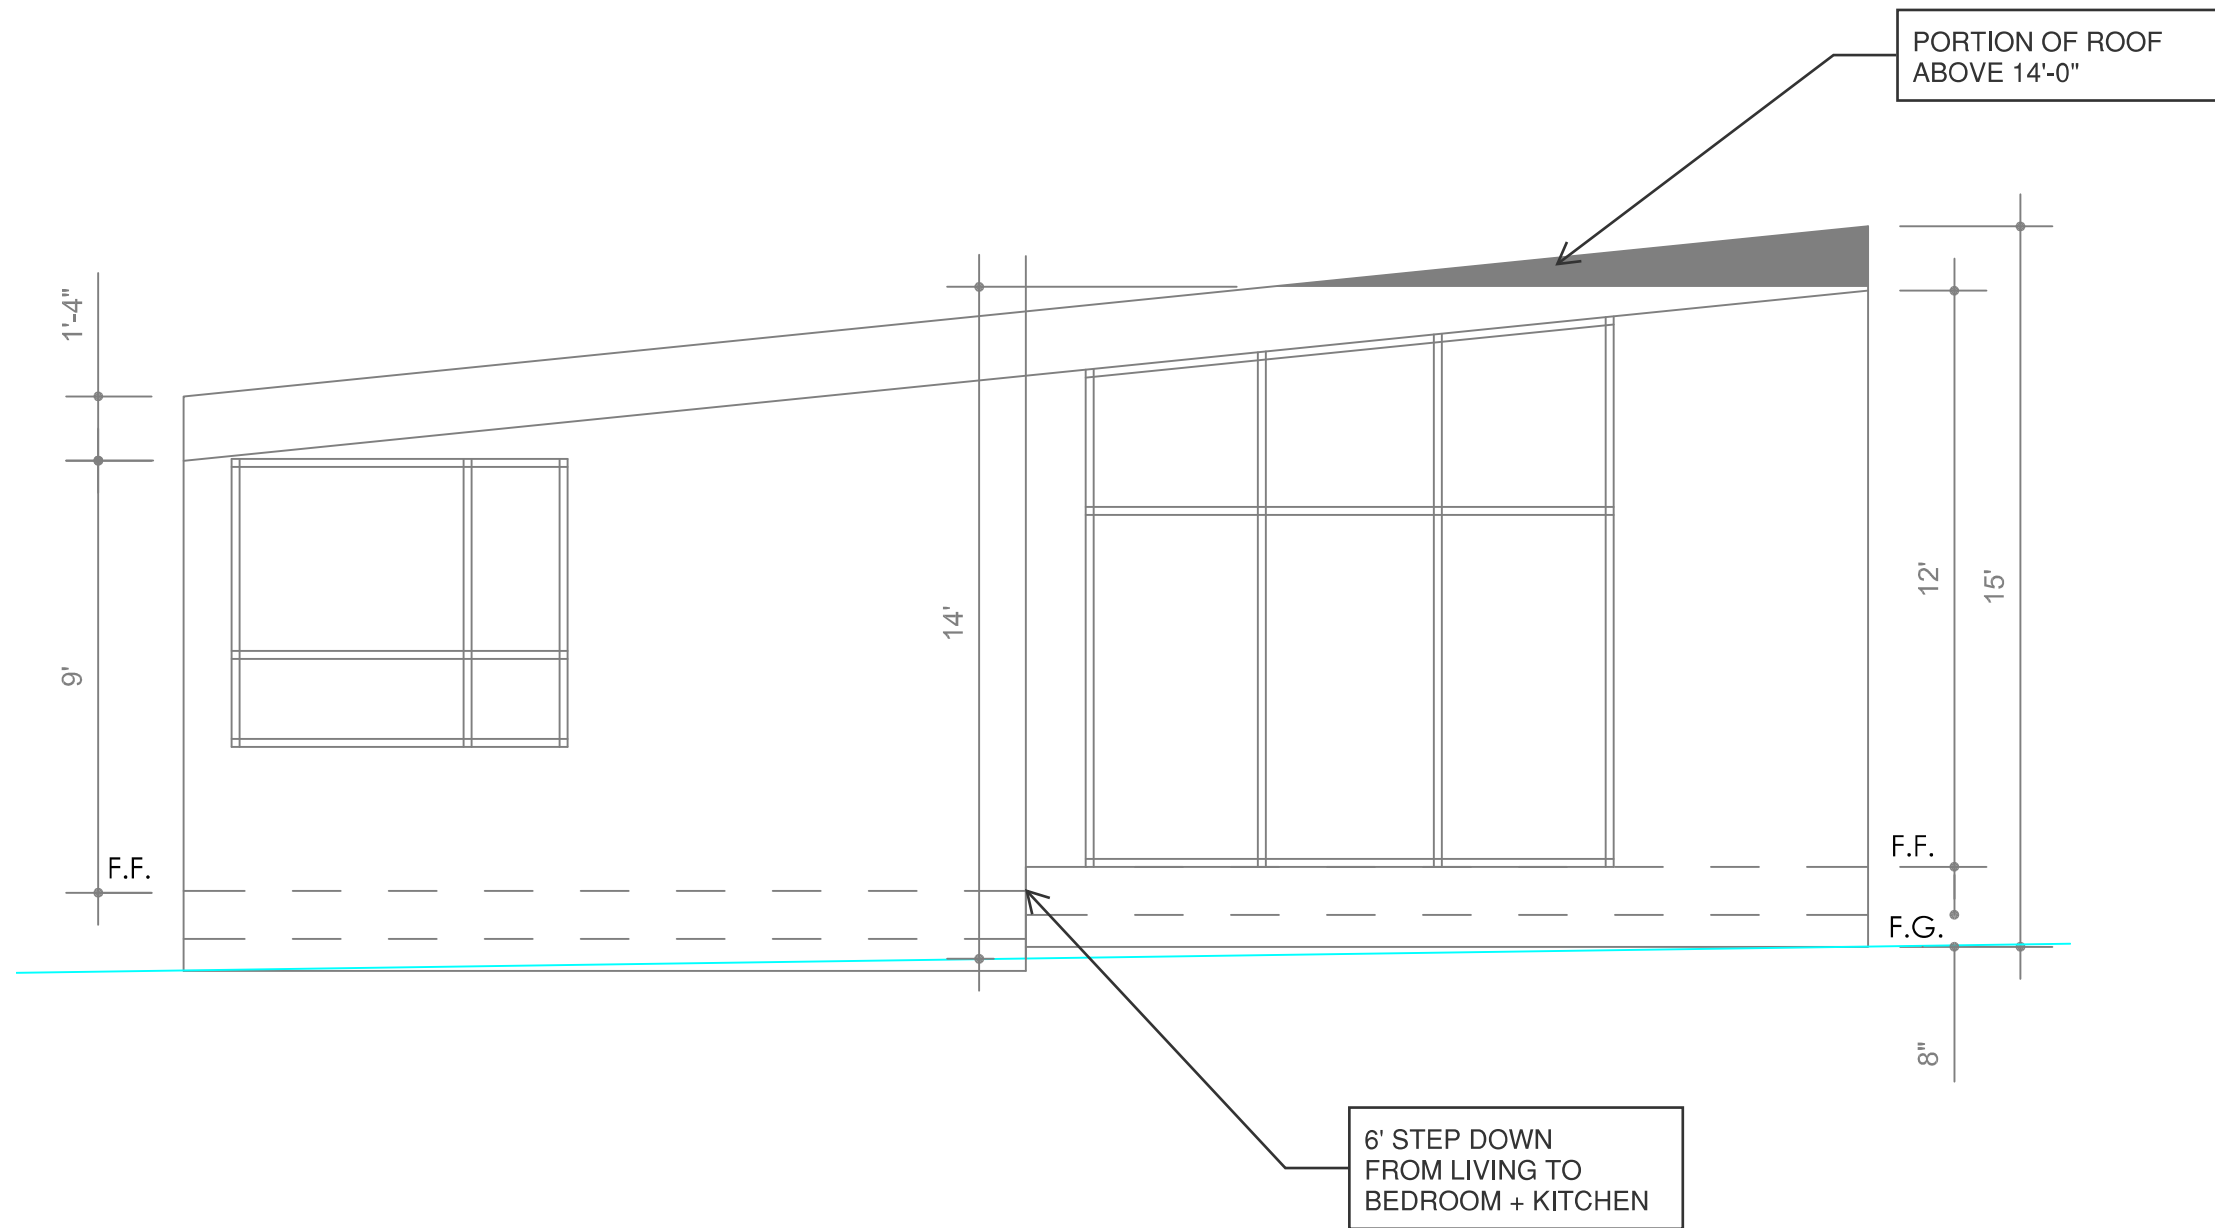 PORTION OF ROOF
ABOVE 14'-0"
1'-4"
9'
F.F.
14'
12'
15'
F.F.
F.G.
8"
6' STEP DOWN
FROM LIVING TO
BEDROOM + KITCHEN